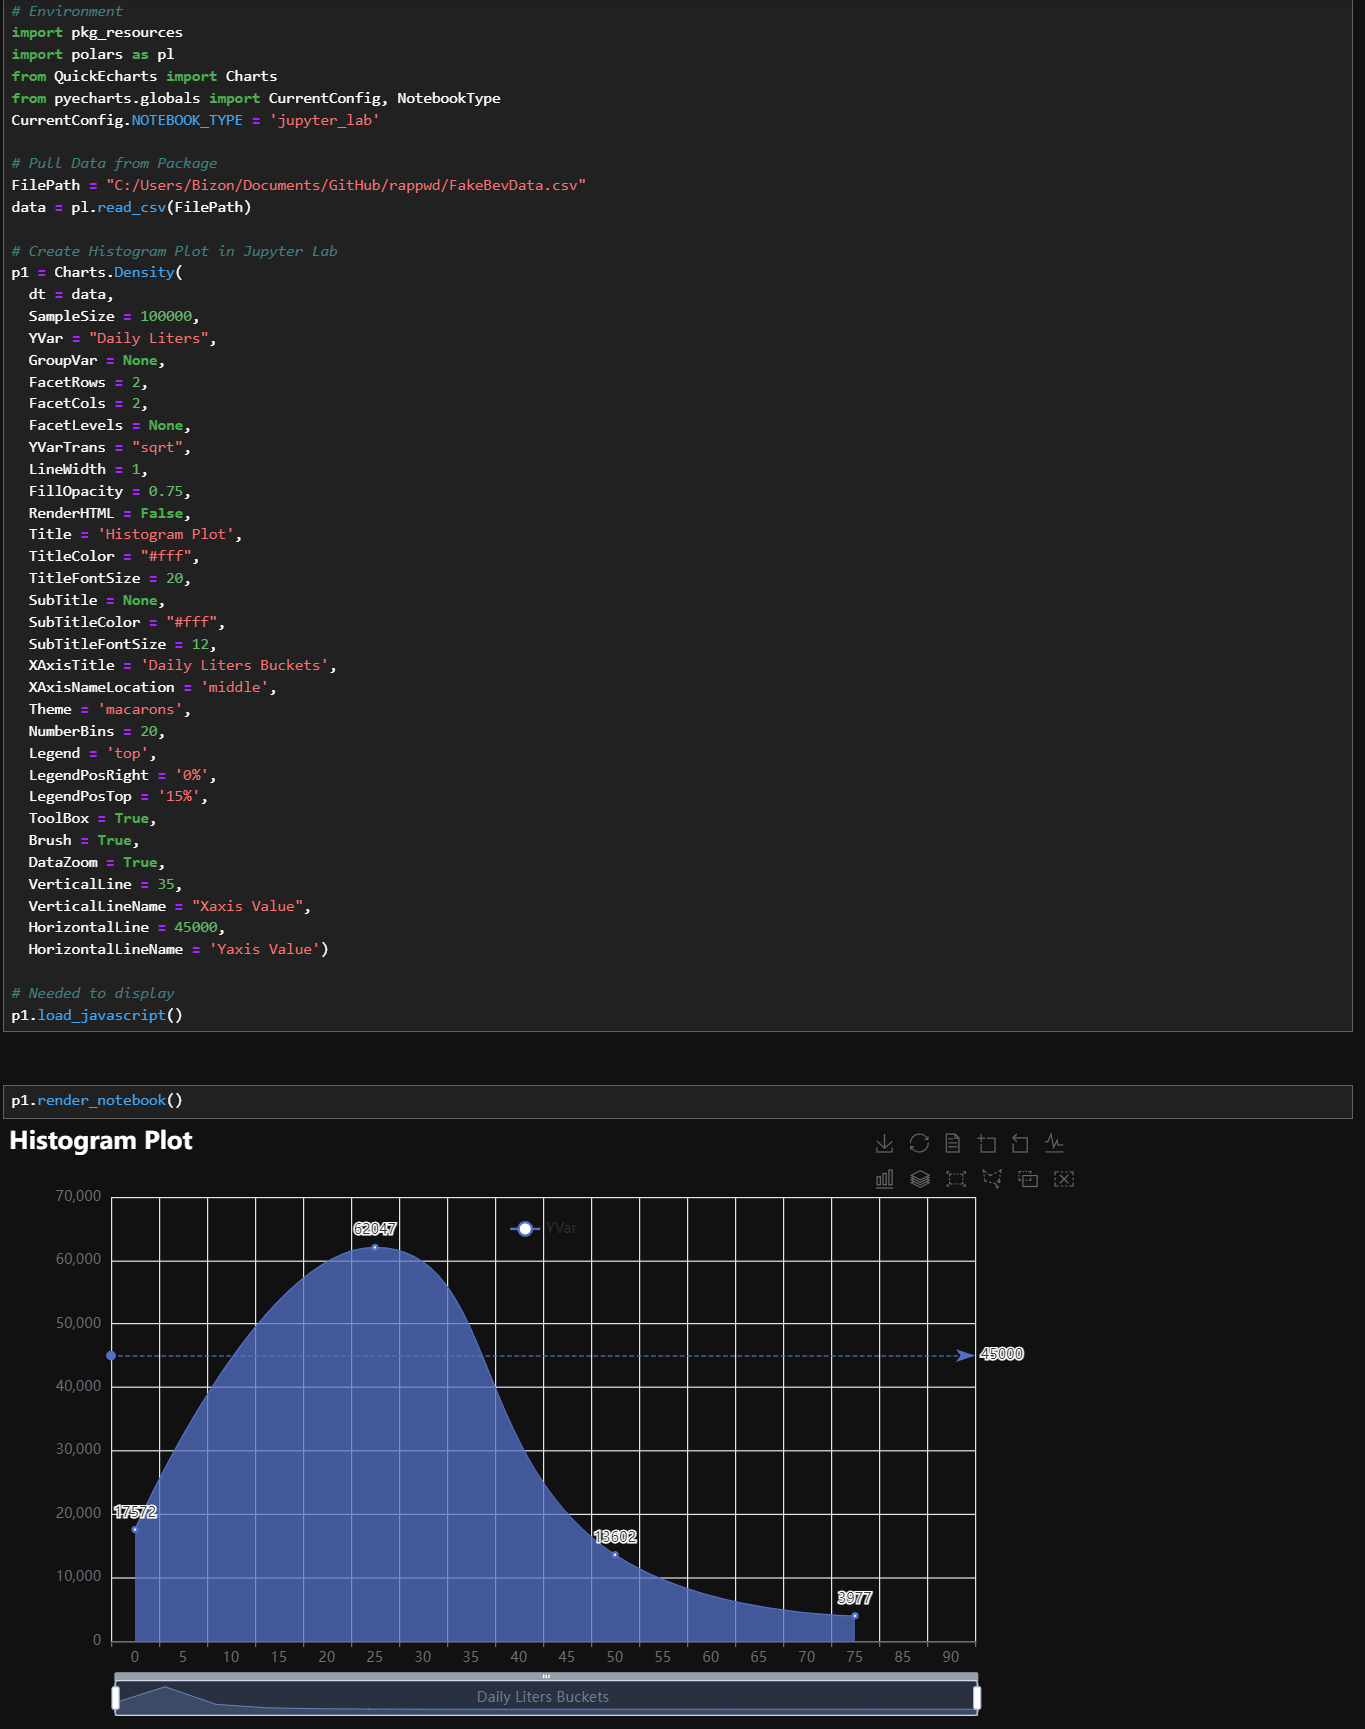 # Environment
import pkg_resources
import polars as pl
from QuickEcharts import Charts
from pyecharts.globals import CurrentConfig, NotebookType
CurrentConfig.NOTEBOOK_TYPE = 'jupyter_lab'
# Pull Data from Package
FilePath = "C:/Users/Bizon/Documents/GitHub/rappwd/FakeBevData.csv"
data = pl.read_csv(FilePath)
# Create Histogram Plot in Jupyter Lab
p1 = Charts.Density(
  dt = data,
  SampleSize = 100000,
  YVar = "Daily Liters",
  GroupVar = None,
  FacetRows = 2,
  FacetCols = 2,
  FacetLevels = None,
  YVarTrans = "sqrt",
  LineWidth = 1,
  FillOpacity = 0.75,
  RenderHTML = False,
  Title = 'Histogram Plot',
  TitleColor = "#fff",
  TitleFontSize = 20,
  SubTitle = None,
  SubTitleColor = "#fff",
  SubTitleFontSize = 12,
  XAxisTitle = 'Daily Liters Buckets',
  XAxisNameLocation = 'middle',
  Theme = 'macarons',
  NumberBins = 20,
  Legend = 'top',
  LegendPosRight = '0%',
  LegendPosTop = '15%',
  ToolBox = True,
  Brush = True,
  DataZoom = True,
  VerticalLine = 35,
  VerticalLineName = "Xaxis Value",
  HorizontalLine = 45000,
  HorizontalLineName = 'Yaxis Value')
# Needed to display
p1.load_javascript()
p1.render_notebook()
Histogram Plot
70,000
62047
YVar
60,000
50,000
45000
40,000
30,000
20,000
17572
13602
10,000
3977
0
0 5 10 15 20 25 30 35 40 45 50 55 60 65 70 75 85 90
Daily Liters Buckets